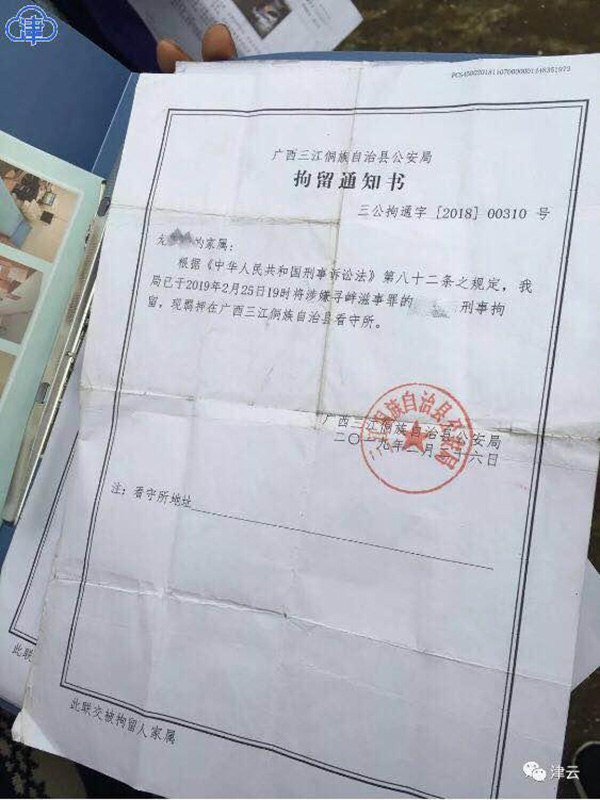 津
广西三江侗族自治县公安局
拘留通知书
三公拘通字 [2018] 00310 号
的家属:
根据《中华人民共和国刑事诉讼法》第八十二条之规定, 我
局已于2019年2月25日19时将涉嫌寻衅滋事罪的 刑事拘
留, 现羁押在广西三江侗族自治县看守所。
广西三江侗族自治县公安局
二〇一九年二月二十六日
三江侗族自治县公安局
注: 看守所地址
此联交被拘留人家属
此联
津云